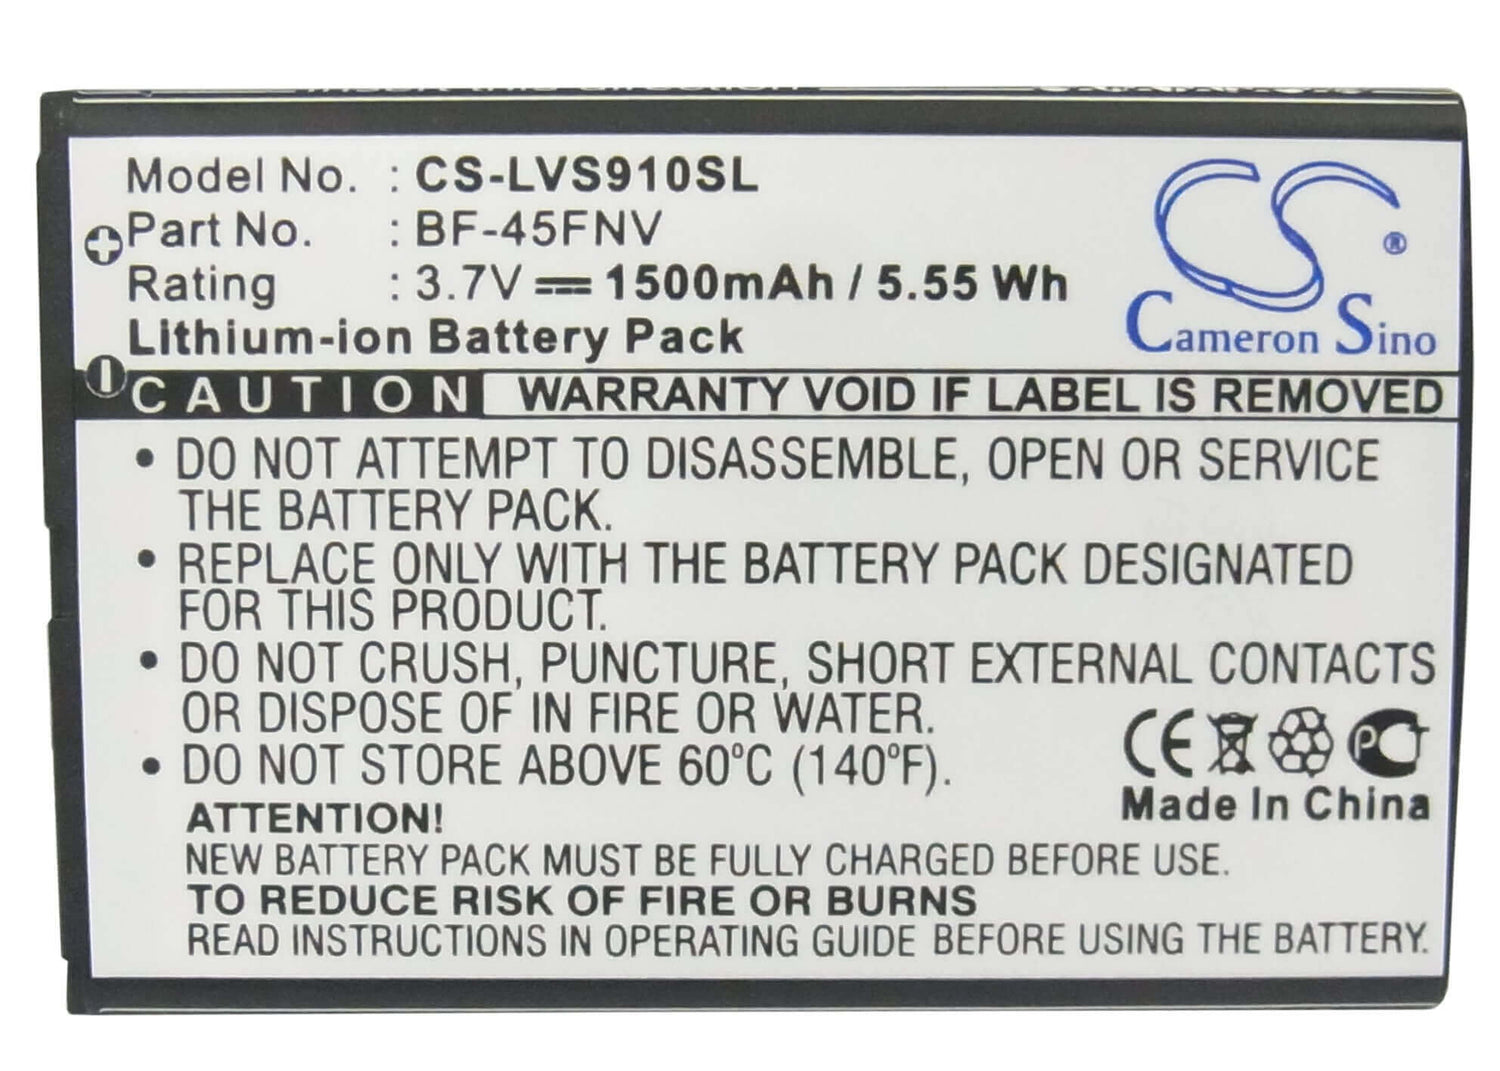 Model No. : CS-LVS910SL
Part No. : BF-45FNV
Rating : 3.7V 1500mAh / 5.55 Wh
Lithium-ion Battery Pack
CS ®
Cameron Sino
CAUTION WARRANTY VOID IF LABEL IS REMOVED
• DO NOT ATTEMPT TO DISASSEMBLE, OPEN OR SERVICE
THE BATTERY PACK.
• REPLACE ONLY WITH THE BATTERY PACK DESIGNATED
FOR THIS PRODUCT.
• DO NOT CRUSH, PUNCTURE, SHORT EXTERNAL CONTACTS
OR DISPOSE OF IN FIRE OR WATER.
• DO NOT STORE ABOVE 60°C (140°F).
CE
Made In China
ATTENTION!
NEW BATTERY PACK MUST BE FULLY CHARGED BEFORE USE.
TO REDUCE RISK OF FIRE OR BURNS
READ INSTRUCTIONS IN OPERATING GUIDE BEFORE USING THE BATTERY.